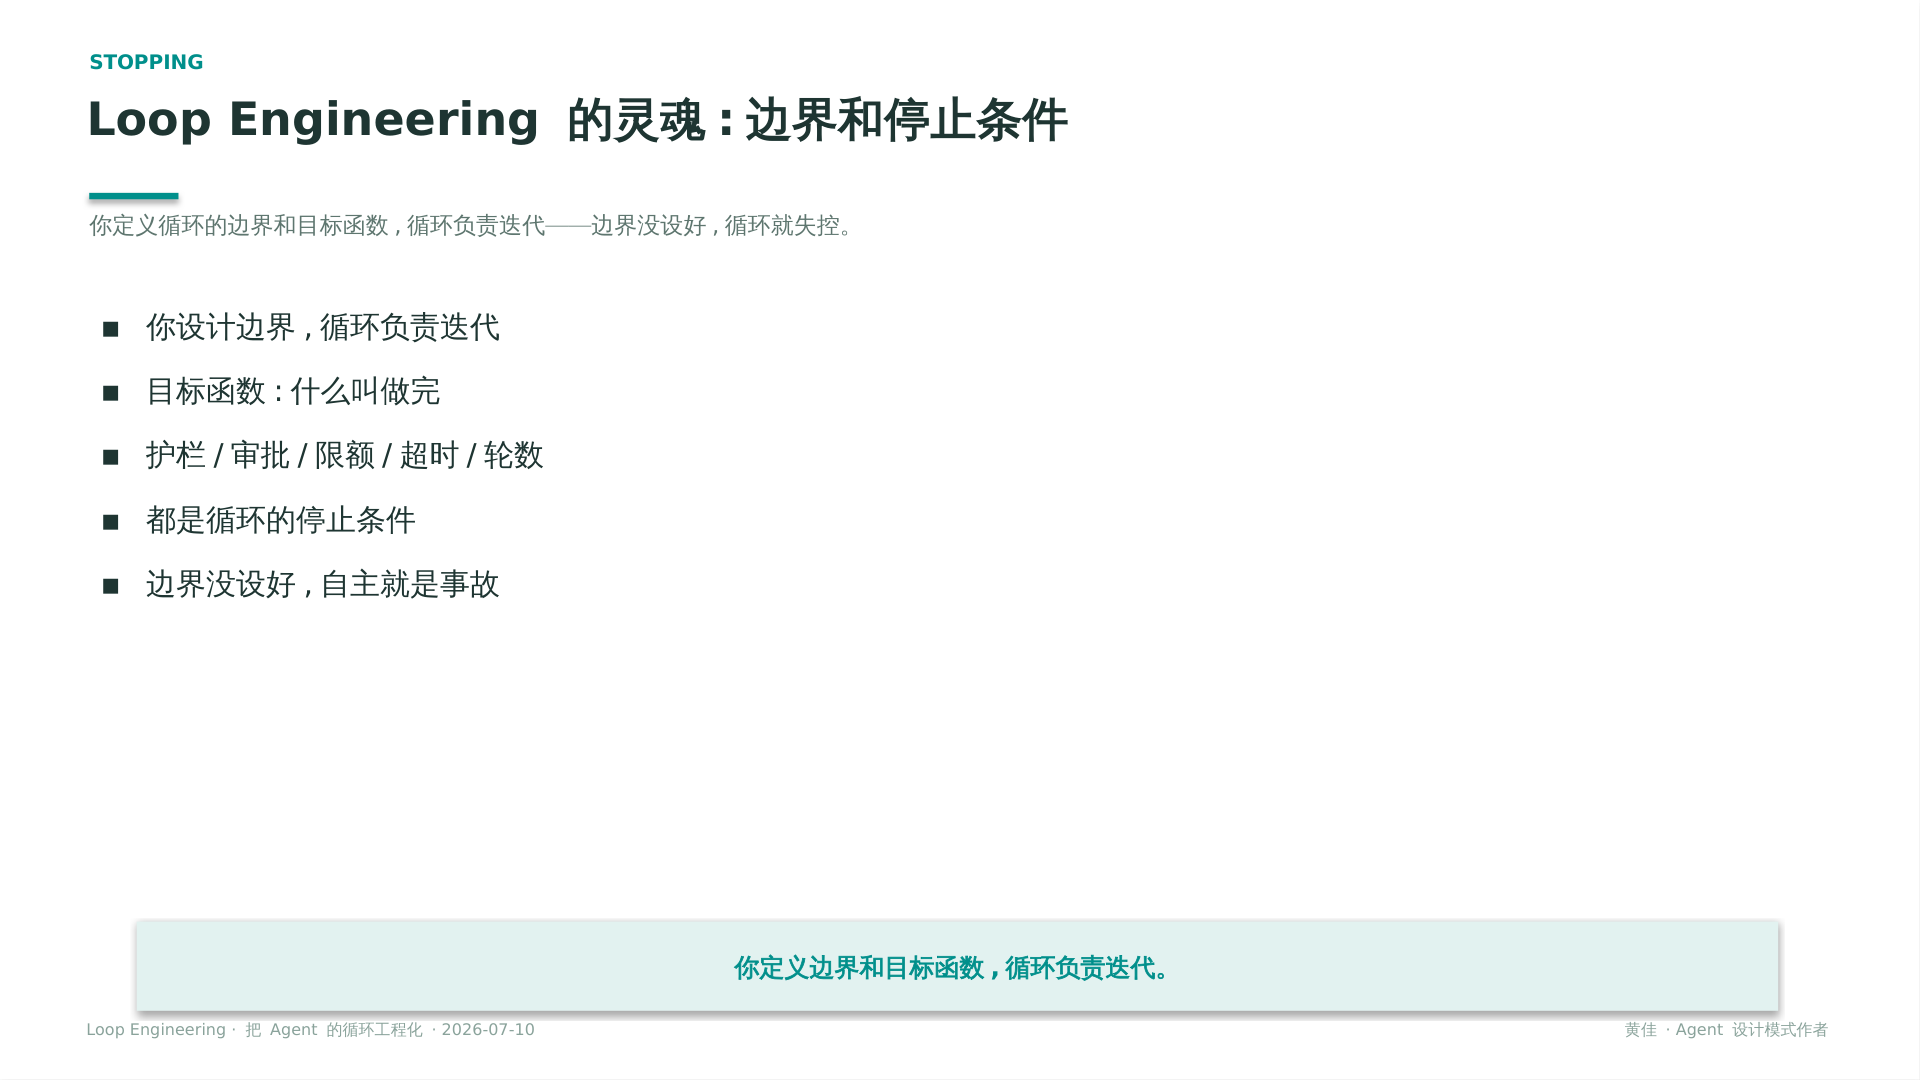 STOPPING
Loop Engineering 的灵魂:边界和停止条件
你定义循环的边界和目标函数,循环负责迭代——边界没设好,循环就失控。
■ 你设计边界,循环负责迭代
■ 目标函数:什么叫做完
■ 护栏 / 审批 / 限额 / 超时 / 轮数
■ 都是循环的停止条件
■ 边界没设好,自主就是事故
你定义边界和目标函数,循环负责迭代。
Loop Engineering · 把 Agent 的循环工程化 · 2026-07-10
黄佳 · Agent 设计模式作者